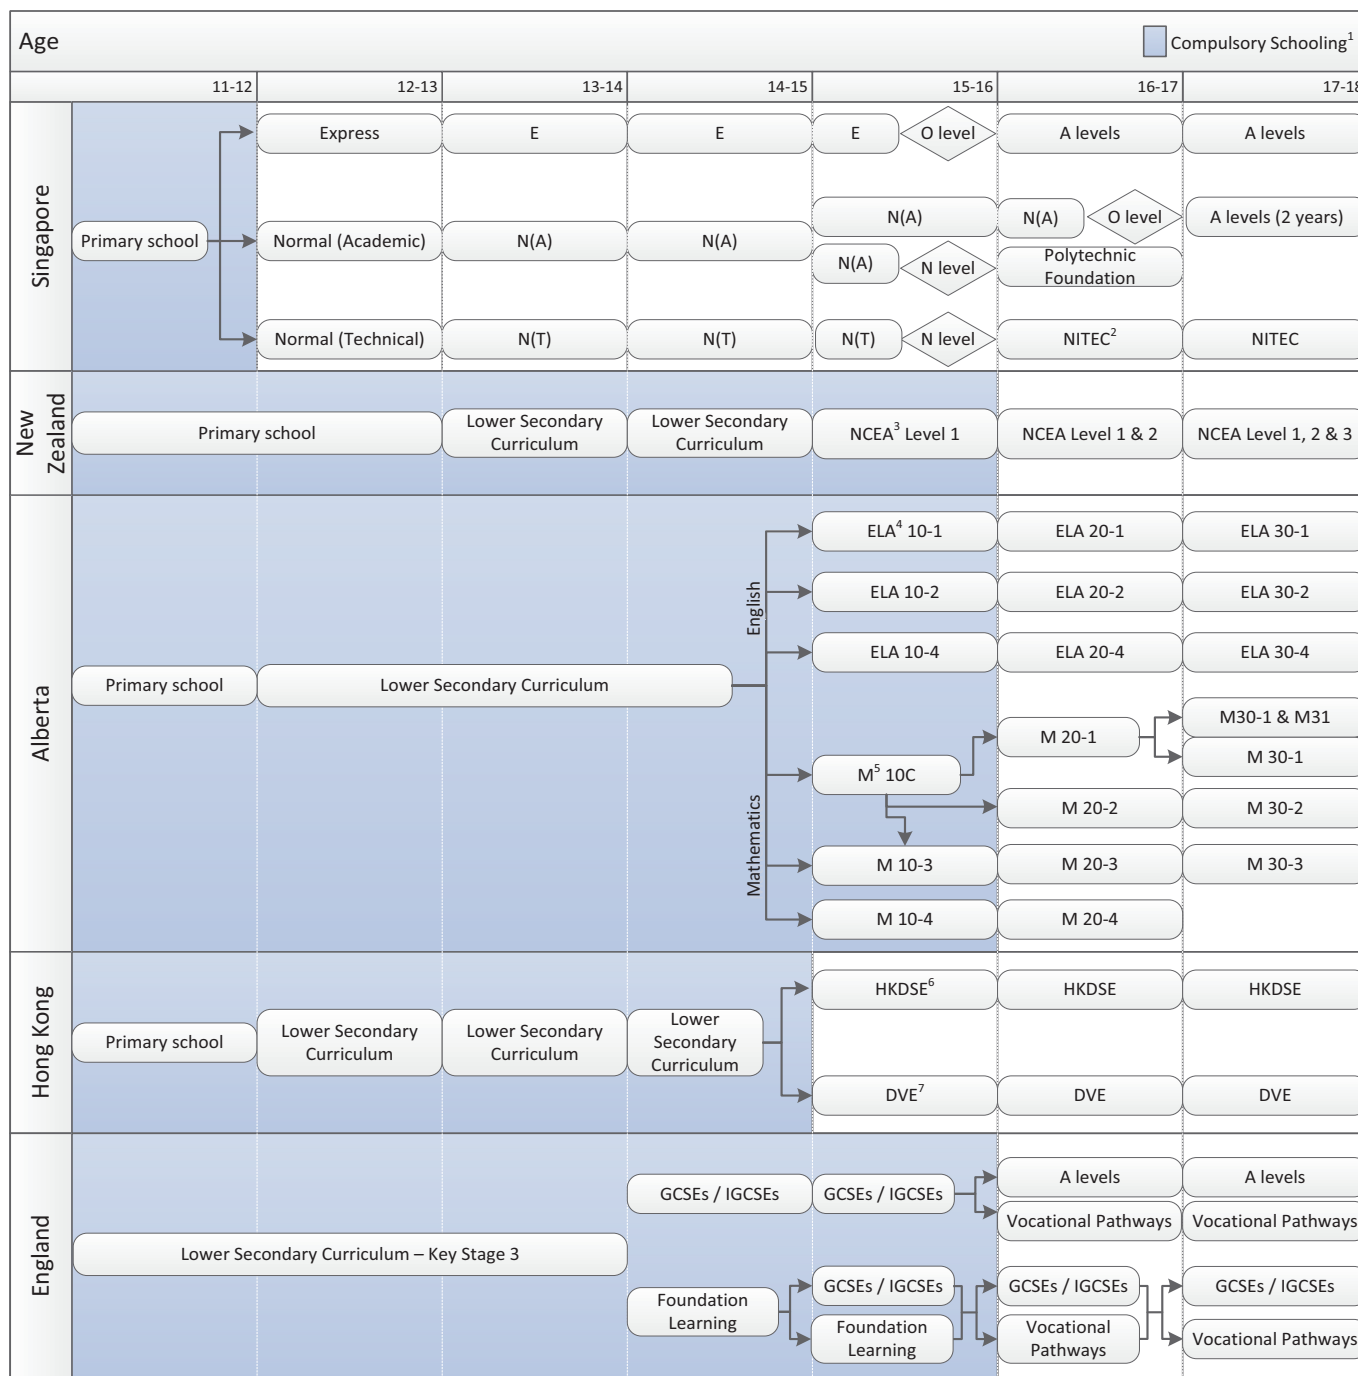 Age
Compulsory Schooling1
11-12
12-13
13-14
14-15
15-16
16-17
17-18
Singapore
Primary school
Express
E
E
E
O level
A levels
A levels
Normal (Academic)
N(A)
N(A)
N(A)
N(A)
O level
A levels (2 years)
N(A)
N level
Polytechnic
Foundation
Normal (Technical)
N(T)
N(T)
N(T)
N level
NITEC2
NITEC
New
Zealand
Primary school
Lower Secondary
Curriculum
Lower Secondary
Curriculum
NCEA3 Level 1
NCEA Level 1 & 2
NCEA Level 1, 2 & 3
Alberta
Primary school
Lower Secondary Curriculum
English
ELA4 10-1
ELA 20-1
ELA 30-1
ELA 10-2
ELA 20-2
ELA 30-2
ELA 10-4
ELA 20-4
ELA 30-4
Mathematics
M5 10C
M 20-1
M30-1 & M31
M 30-1
M 20-2
M 30-2
M 10-3
M 20-3
M 30-3
M 10-4
M 20-4
Hong Kong
Primary school
Lower Secondary
Curriculum
Lower Secondary
Curriculum
Lower
Secondary
Curriculum
HKDSE6
HKDSE
HKDSE
DVE7
DVE
DVE
England
Lower Secondary Curriculum – Key Stage 3
GCSEs / IGCSEs
GCSEs / IGCSEs
A levels
A levels
Vocational Pathways
Vocational Pathways
Foundation
Learning
GCSEs / IGCSEs
GCSEs / IGCSEs
GCSEs / IGCSEs
Foundation
Learning
Vocational
Pathways
Vocational Pathways